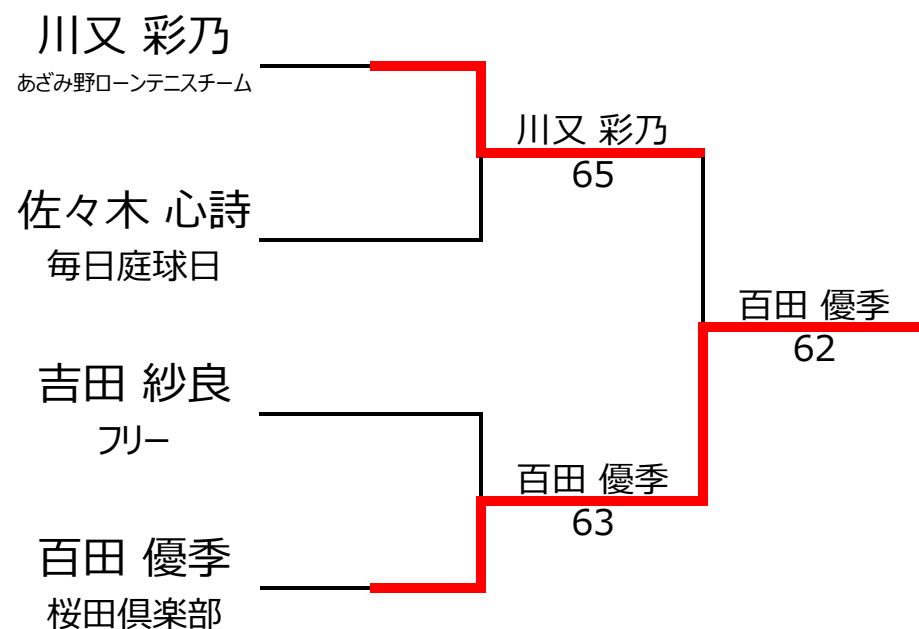 川又 彩乃
あざみ野ローンテニスチーム
川又 彩乃
65
佐々木 心詩
毎日庭球日
百田 優季
62
吉田 紗良
フリー
百田 優季
63
百田 優季
桜田倶楽部